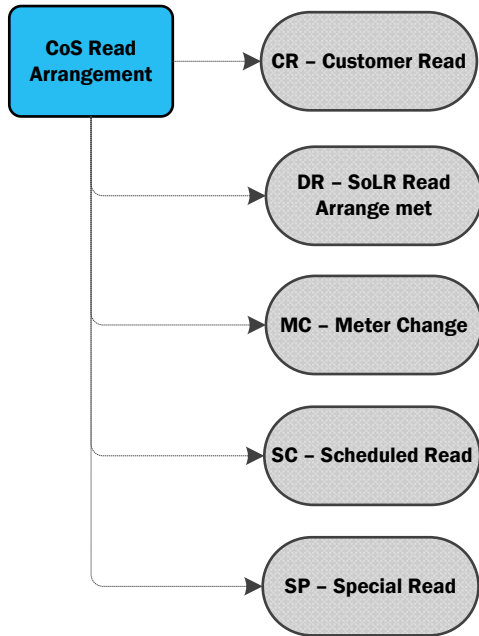 CoS Read
Arrangement
CR – Customer Read
DR – SoLR Read
Arrange met
MC – Meter Change
SC – Scheduled Read
SP – Special Read